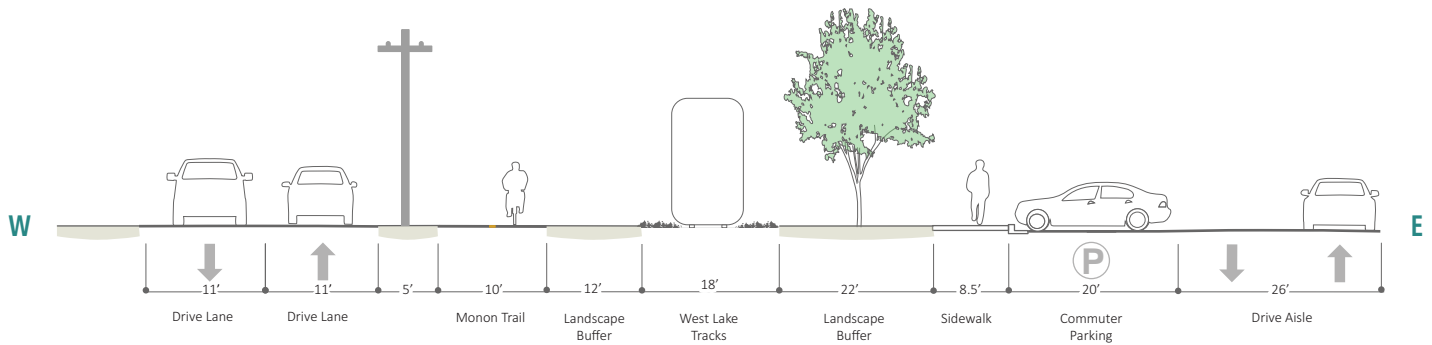 W
E
P
11’
11’
5’
10’
12’
18’
22’
8.5’
20’
26’
Drive Lane
Drive Lane
Monon Trail
Landscape
Buffer
West Lake
Tracks
Landscape
Buffer
Sidewalk
Commuter
Parking
Drive Aisle